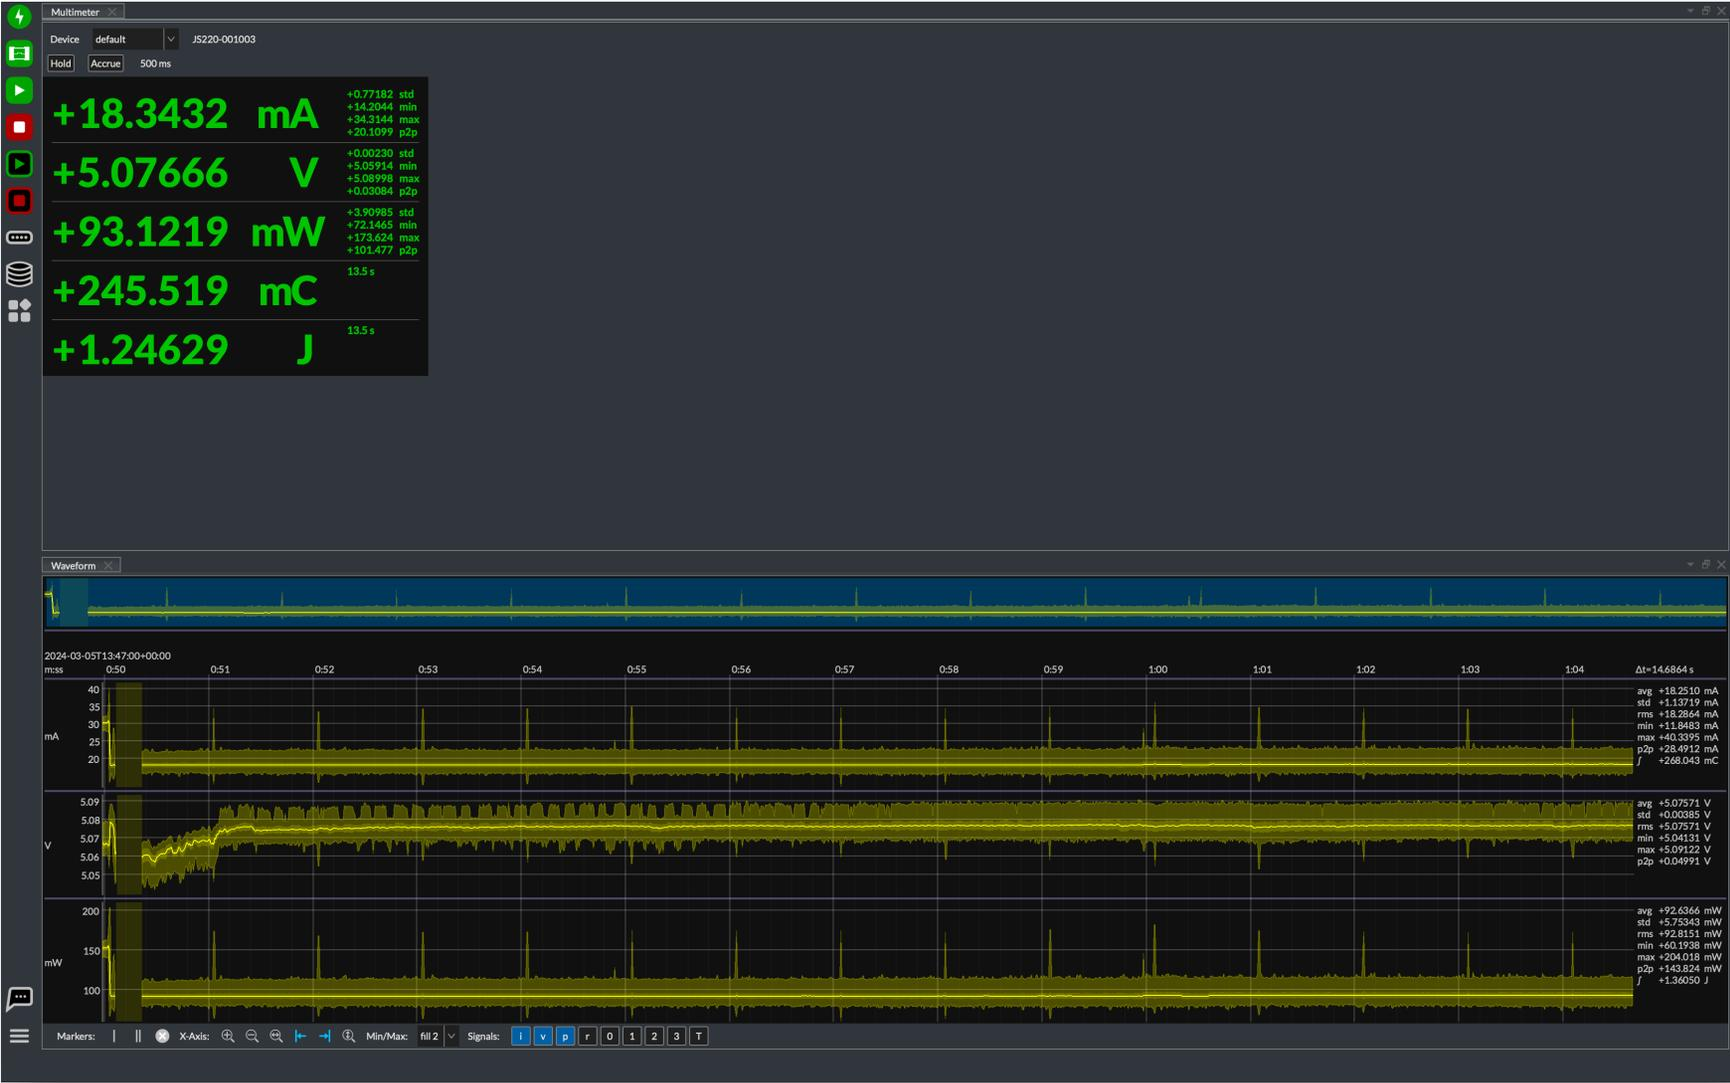 Multimeter
Device default JS220-001003
Hold Accrue 500 ms
+18.3432 mA
+0.77182 std
+14.2044 min
+34.3144 max
+20.1099 p2p
+5.07666 V
+0.00230 std
+5.05914 min
+5.08998 max
+0.03084 p2p
+93.1219 mW
+3.90985 std
+72.1465 min
+173.624 max
+101.477 p2p
+245.519 mC
13.5 s
+1.24629 J
13.5 s
Waveform
2024-03-05T13:47:00+00:00
m:ss 0:50 0:51 0:52 0:53 0:54 0:55 0:56 0:57 0:58 0:59 1:00 1:01 1:02 1:03 1:04 Δt=14.6864 s
mA
40
35
30
25
20
avg +18.2510 mA
std +1.13719 mA
rms +18.2864 mA
min +11.8483 mA
max +40.3395 mA
p2p +28.4912 mA
∫ +268.043 mC
V
5.09
5.08
5.07
5.06
5.05
avg +5.07571 V
std +0.00385 V
rms +5.07571 V
min +5.04131 V
max +5.09122 V
p2p +0.04991 V
mW
200
150
100
avg +92.6366 mW
std +5.75343 mW
rms +92.8151 mW
min +60.1938 mW
max +204.018 mW
p2p +143.824 mW
∫ +1.36050 J
Markers: X-Axis: Min/Max: fill 2 Signals: i v p r 0 1 2 3 T